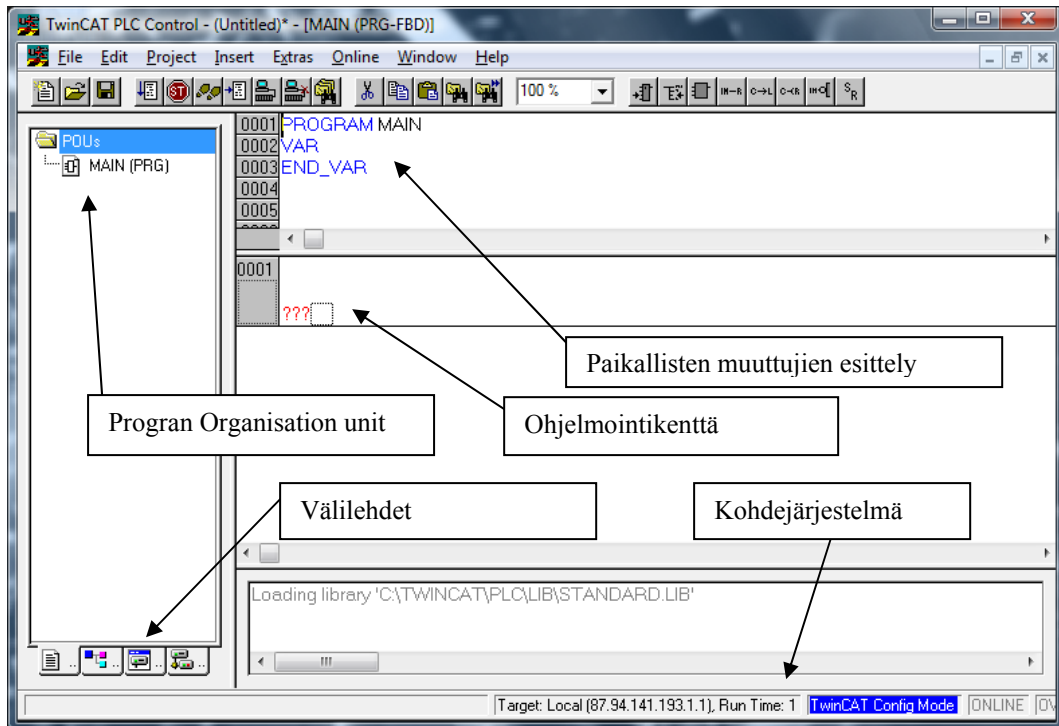 TwinCAT PLC Control - (Untitled)* - [MAIN (PRG-FBD)]
File Edit Project Insert Extras Online Window Help
100 %
POUs
MAIN (PRG)
0001 PROGRAM MAIN
0002 VAR
0003 END_VAR
0004
0005
0001
???
Paikallisten muuttujien esittely
Progran Organisation unit
Ohjelmointikenttä
Välilehdet
Kohdejärjestelmä
Loading library 'C:\TWINCAT\PLC\LIB\STANDARD.LIB'
Target: Local (87.94.141.193.1.1), Run Time: 1 TwinCAT Config Mode ONLINE OV